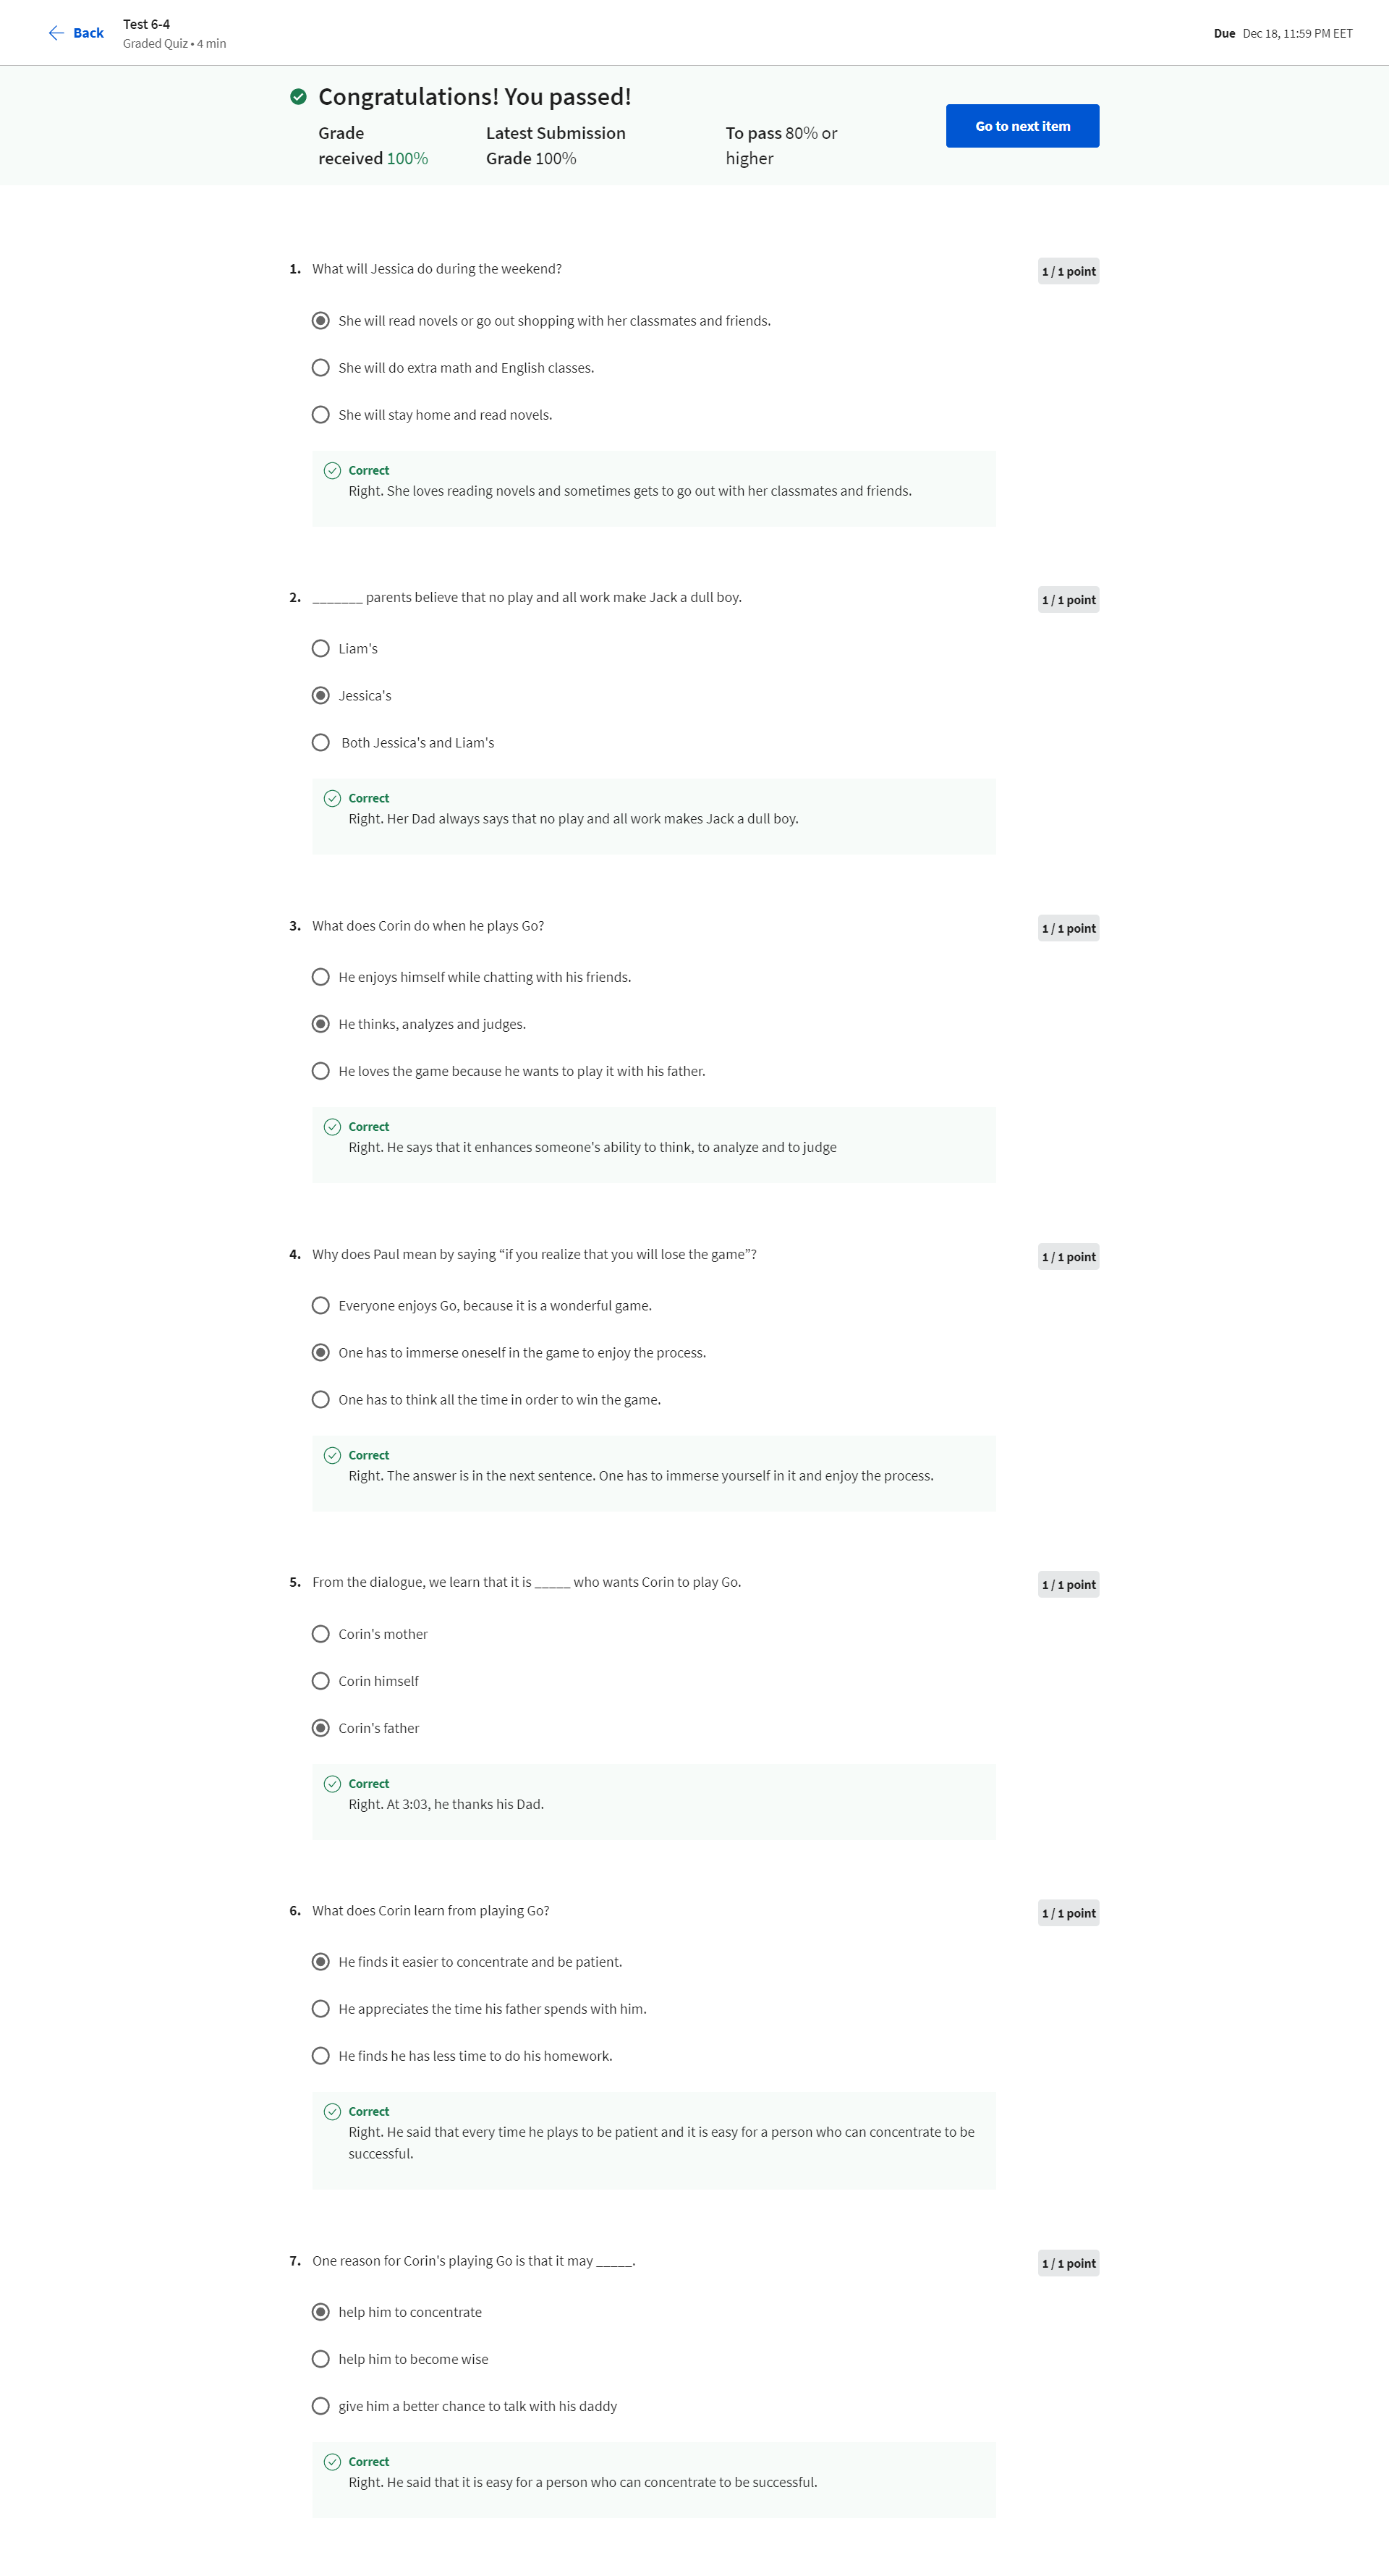 Back
Test 6-4
Graded Quiz • 4 min
Due Dec 18, 11:59 PM EET
Congratulations! You passed!
Grade
received 100%
Latest Submission
Grade 100%
To pass 80% or
higher
Go to next item
1. What will Jessica do during the weekend?
1 / 1 point
She will read novels or go out shopping with her classmates and friends.
She will do extra math and English classes.
She will stay home and read novels.
Correct
Right. She loves reading novels and sometimes gets to go out with her classmates and friends.
2. _______ parents believe that no play and all work make Jack a dull boy.
1 / 1 point
Liam's
Jessica's
Both Jessica's and Liam's
Correct
Right. Her Dad always says that no play and all work makes Jack a dull boy.
3. What does Corin do when he plays Go?
1 / 1 point
He enjoys himself while chatting with his friends.
He thinks, analyzes and judges.
He loves the game because he wants to play it with his father.
Correct
Right. He says that it enhances someone's ability to think, to analyze and to judge
4. Why does Paul mean by saying “if you realize that you will lose the game”?
1 / 1 point
Everyone enjoys Go, because it is a wonderful game.
One has to immerse oneself in the game to enjoy the process.
One has to think all the time in order to win the game.
Correct
Right. The answer is in the next sentence. One has to immerse yourself in it and enjoy the process.
5. From the dialogue, we learn that it is _____ who wants Corin to play Go.
1 / 1 point
Corin's mother
Corin himself
Corin's father
Correct
Right. At 3:03, he thanks his Dad.
6. What does Corin learn from playing Go?
1 / 1 point
He finds it easier to concentrate and be patient.
He appreciates the time his father spends with him.
He finds he has less time to do his homework.
Correct
Right. He said that every time he plays to be patient and it is easy for a person who can concentrate to be
successful.
7. One reason for Corin's playing Go is that it may _____.
1 / 1 point
help him to concentrate
help him to become wise
give him a better chance to talk with his daddy
Correct
Right. He said that it is easy for a person who can concentrate to be successful.